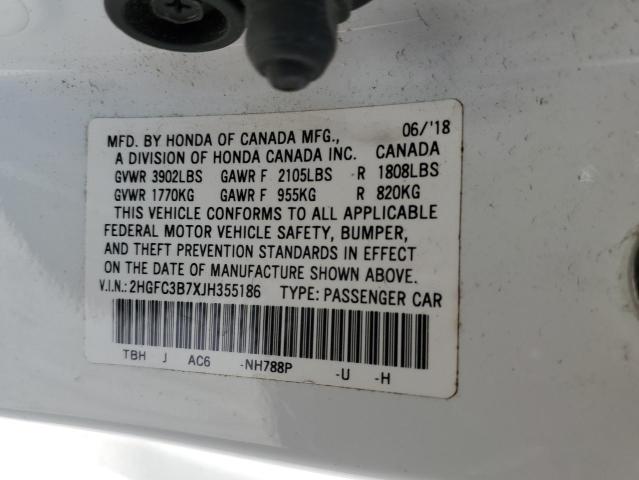 MFD. BY HONDA OF CANADA MFG., 06/'18
A DIVISION OF HONDA CANADA INC. CANADA
GVWR 3902LBS GAWR F 2105LBS R 1808LBS
GVWR 1770KG GAWR F 955KG R 820KG
THIS VEHICLE CONFORMS TO ALL APPLICABLE
FEDERAL MOTOR VEHICLE SAFETY, BUMPER,
AND THEFT PREVENTION STANDARDS IN EFFECT
ON THE DATE OF MANUFACTURE SHOWN ABOVE.
V.I.N.: 2HGFC3B7XJH355186 TYPE: PASSENGER CAR
TBH J AC6 -NH788P -U -H